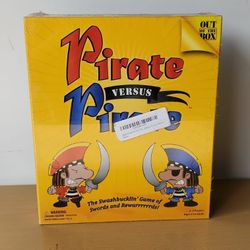 OUT
OF THE
BOX
Pirate
VERSUS
Pirate
The Swashbucklin' Game of
Swords and Rewarrrrrrds!
WARNING